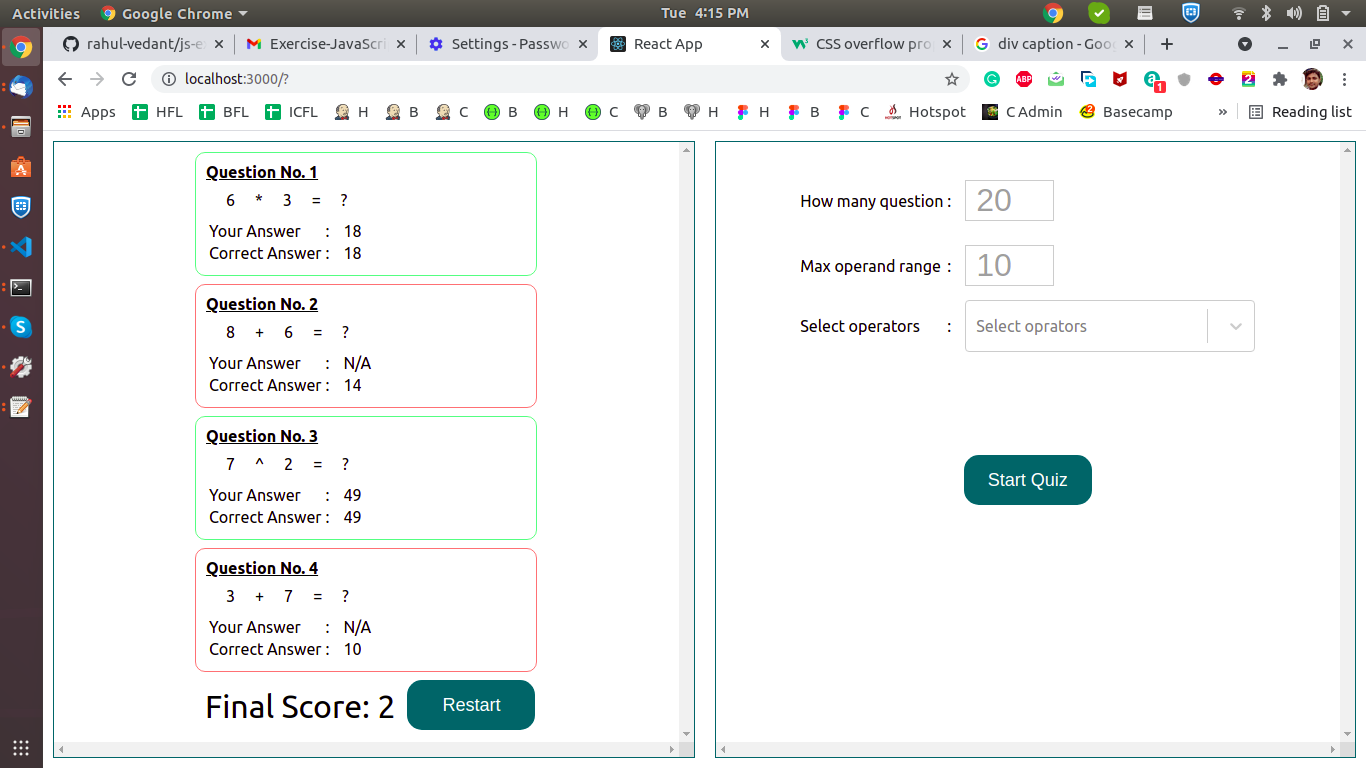 Activities Google Chrome Tue 4:15 PM
rahul-vedant/js-e Exercise-JavaScri Settings - Passwo React App CSS overflow pro div caption - Goog
localhost:3000/?
ABP 1 2
Apps HFL BFL ICFL H B C B H C B H H B C Hotspot C Admin Basecamp » Reading list
Question No. 1
6 * 3 = ?
Your Answer : 18
Correct Answer : 18
Question No. 2
8 + 6 = ?
Your Answer : N/A
Correct Answer : 14
Question No. 3
7 ^ 2 = ?
Your Answer : 49
Correct Answer : 49
Question No. 4
3 + 7 = ?
Your Answer : N/A
Correct Answer : 10
Final Score: 2 Restart
How many question : 20
Max operand range : 10
Select operators : Select oprators
Start Quiz